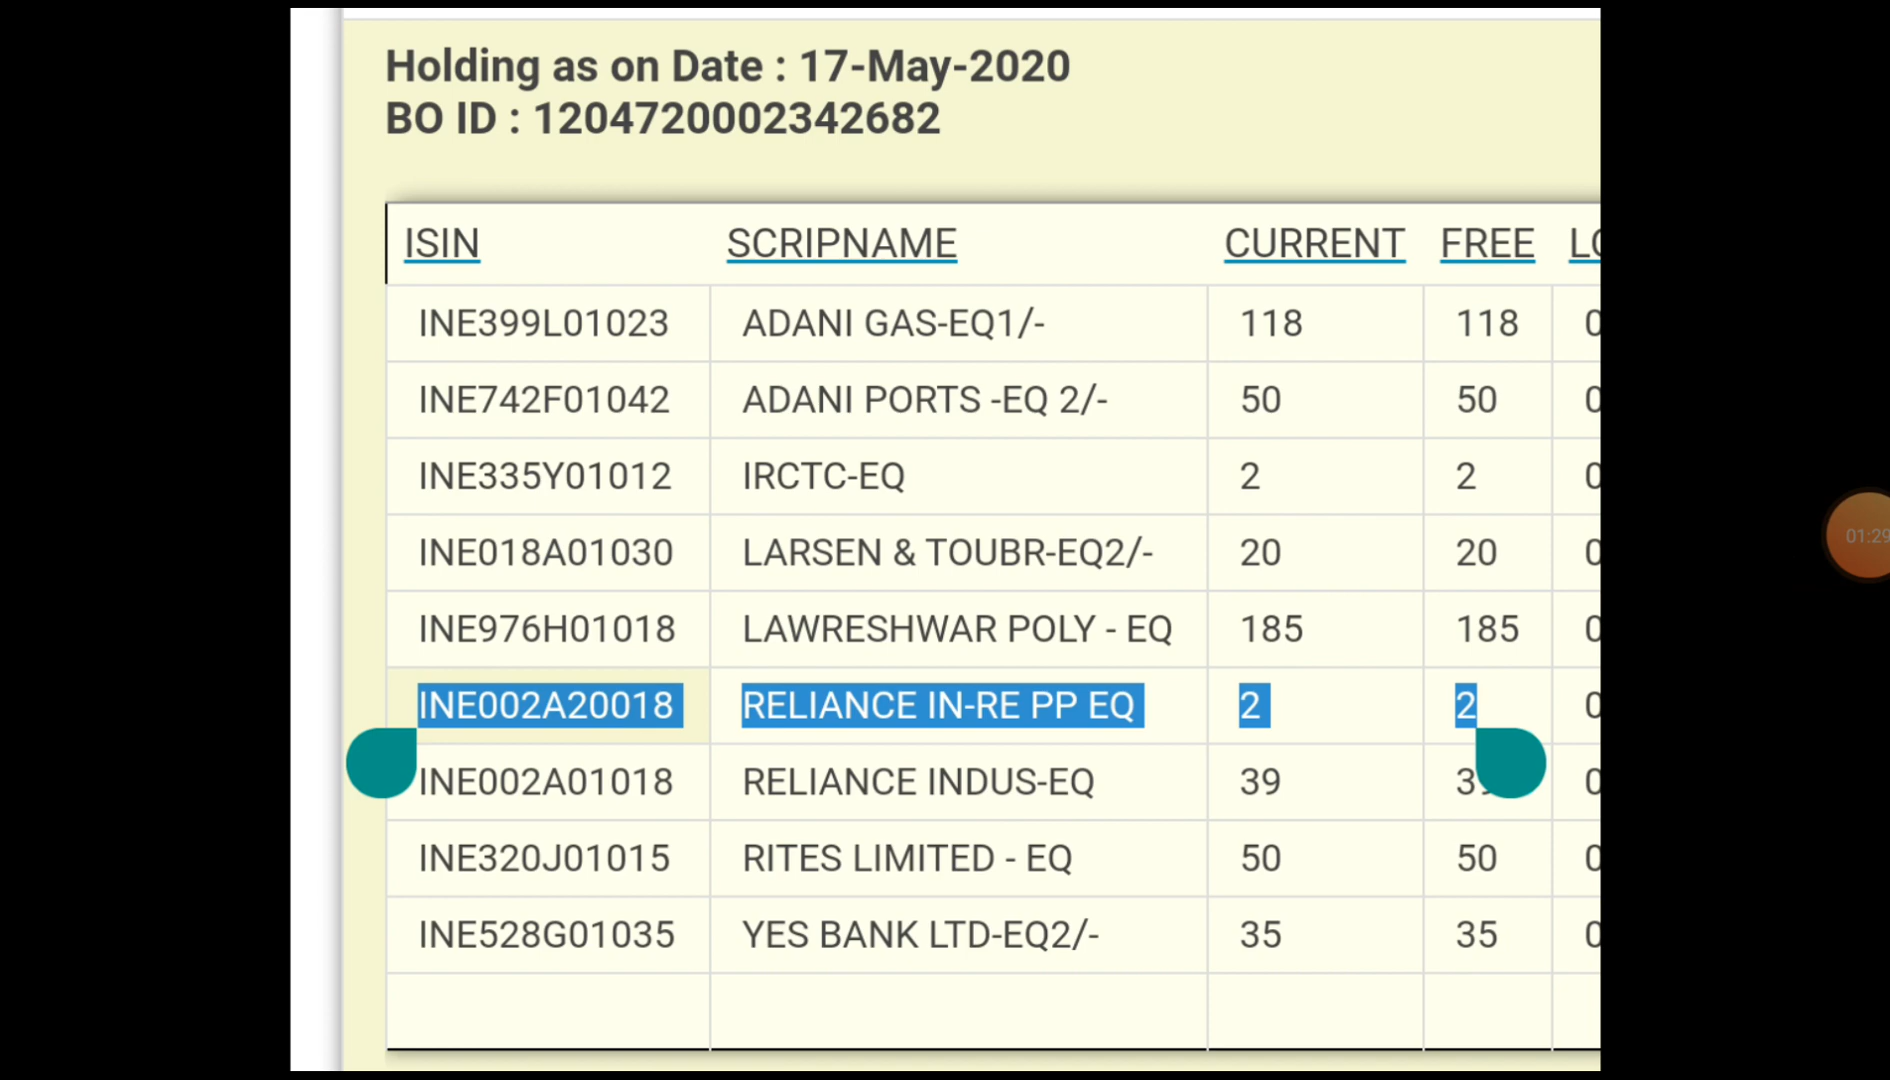 Holding as on Date : 17-May-2020
BO ID : 1204720002342682
ISIN SCRIPNAME CURRENT FREE
INE399L01023 ADANI GAS-EQ1/- 118 118 0
INE742F01042 ADANI PORTS -EQ 2/- 50 50 0
INE335Y01012 IRCTC-EQ 2 2 0
INE018A01030 LARSEN & TOUBR-EQ2/- 20 20 0
INE976H01018 LAWRESHWAR POLY - EQ 185 185 0
INE002A20018 RELIANCE IN-RE PP EQ 2 2 0
INE002A01018 RELIANCE INDUS-EQ 39 0
INE320J01015 RITES LIMITED - EQ 50 50 0
INE528G01035 YES BANK LTD-EQ2/- 35 35 0
01:29